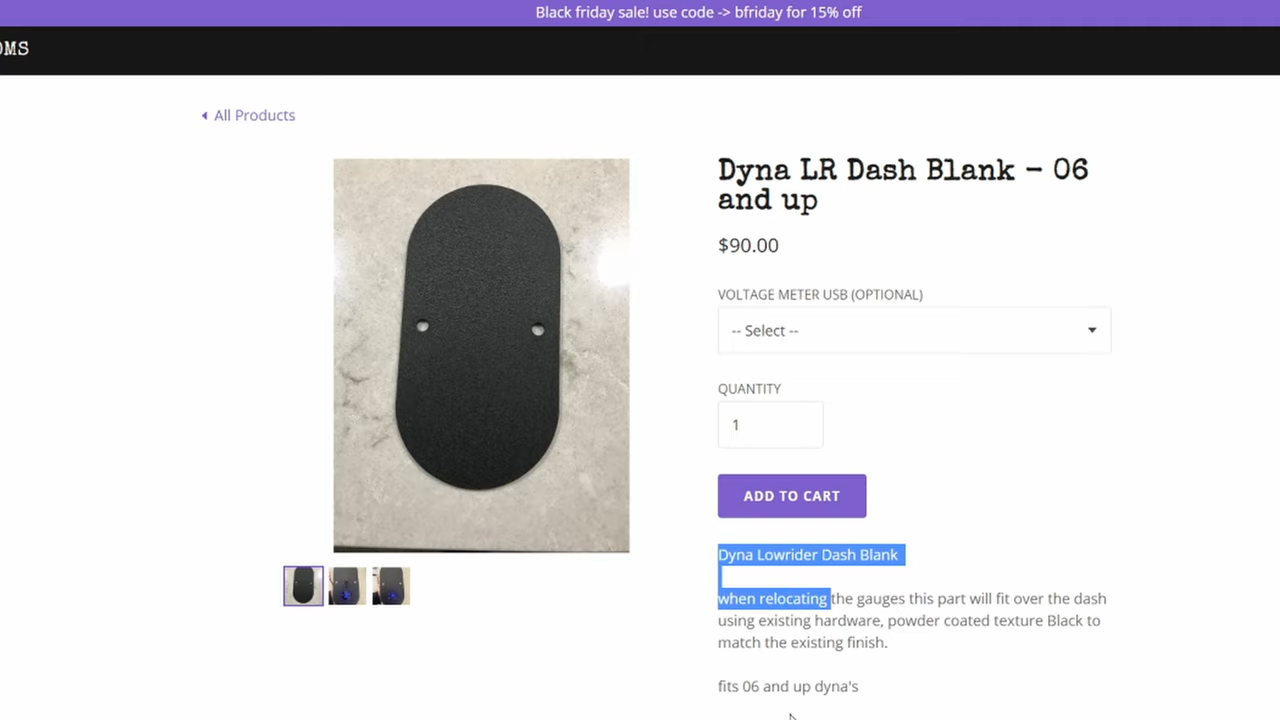 Black friday sale! use code -> bfriday for 15% off
OMS
All Products
Dyna LR Dash Blank - 06
and up
$90.00
VOLTAGE METER USB (OPTIONAL)
-- Select --
QUANTITY
1
ADD TO CART
Dyna Lowrider Dash Blank
when relocating the gauges this part will fit over the dash
using existing hardware, powder coated texture Black to
match the existing finish.
fits 06 and up dyna's